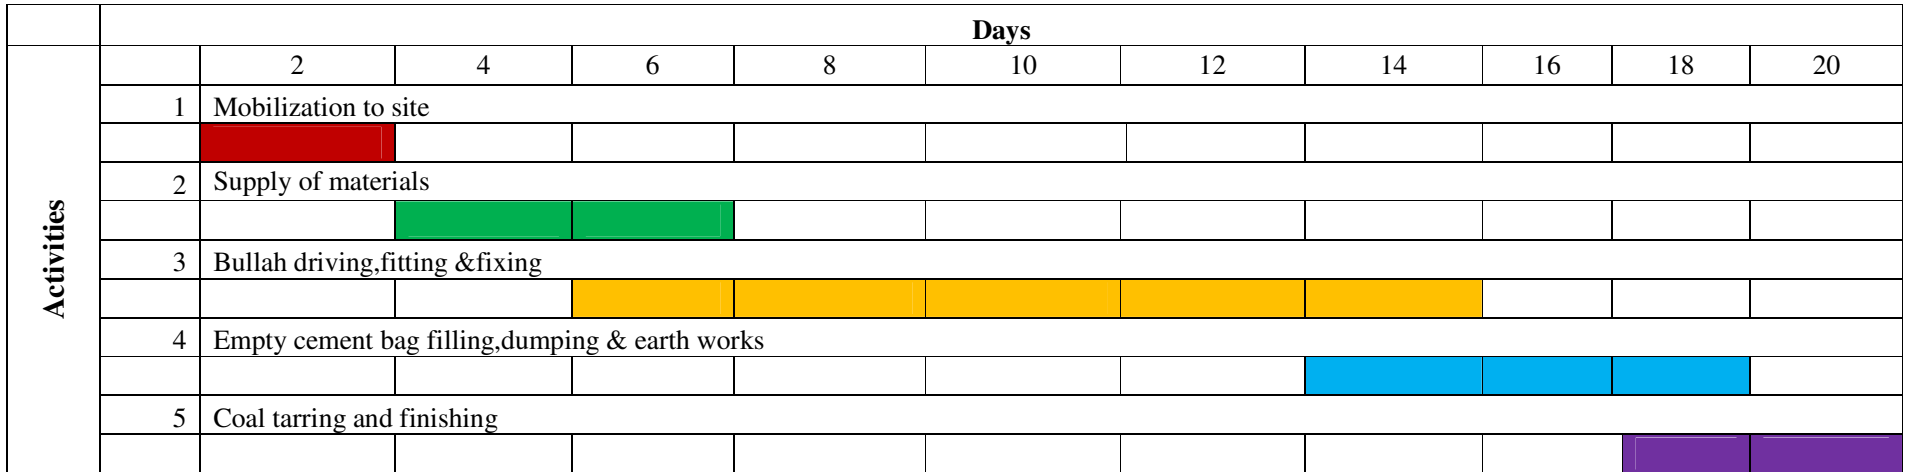 Days
2 4 6 8 10 12 14 16 18 20
1 Mobilization to site
2 Supply of materials
Activities
3 Bullah driving,fitting &fixing
4 Empty cement bag filling,dumping & earth works
5 Coal tarring and finishing